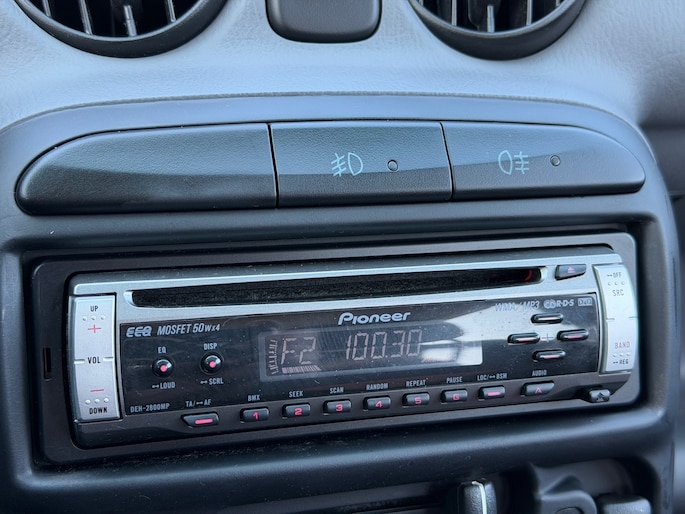 Pioneer
WMA/MP3 R·D·S
OFF
SRC
UP
+
VOL
-
DOWN
EEQ MOSFET 50Wx4
EQ
LOUD
DISP
SCRL
F2 100.30
BAND
REG
DEH-2800MP
TA/AF
BMX
SEEK
SCAN
RANDOM
REPEAT
PAUSE
LOC/BSM
AUDIO
1
2
3
4
5
6
A